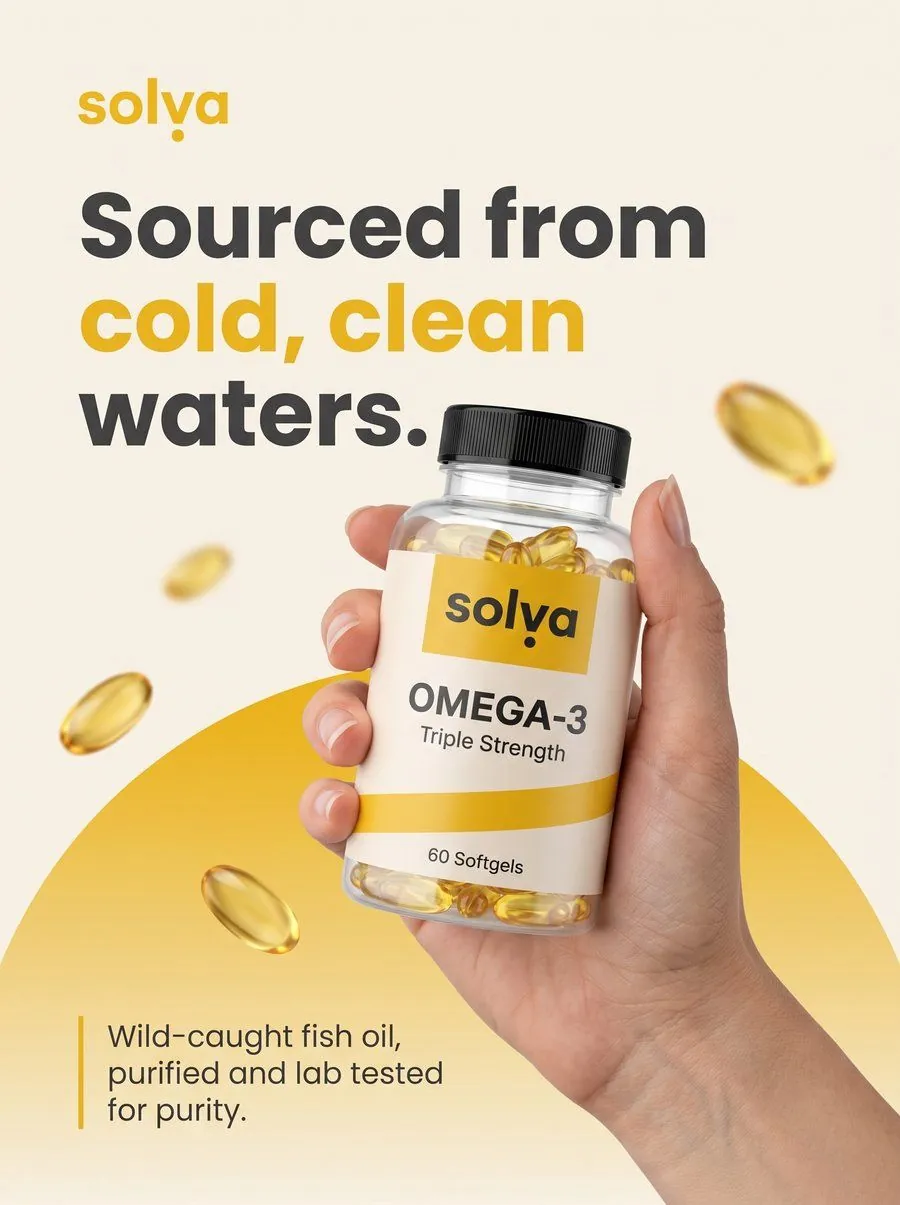 solva
Sourced from
cold, clean
waters.
solva
OMEGA-3
Triple Strength
60 Softgels
Wild-caught fish oil,
purified and lab tested
for purity.